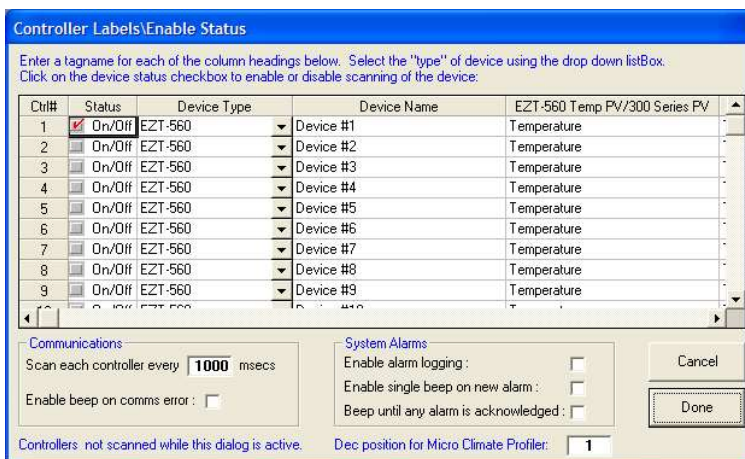 Controller Labels\Enable Status
Enter a tagname for each of the column headings below. Select the "type" of device using the drop down listBox.
Click on the device status checkbox to enable or disable scanning of the device:
Ctrl# Status Device Type Device Name EZT-560 Temp PV/300 Series PV
1 On/Off EZT-560 Device #1 Temperature
2 On/Off EZT-560 Device #2 Temperature
3 On/Off EZT-560 Device #3 Temperature
4 On/Off EZT-560 Device #4 Temperature
5 On/Off EZT-560 Device #5 Temperature
6 On/Off EZT-560 Device #6 Temperature
7 On/Off EZT-560 Device #7 Temperature
8 On/Off EZT-560 Device #8 Temperature
9 On/Off EZT-560 Device #9 Temperature
Communications
Scan each controller every 1000 msecs
Enable beep on comms error :
System Alarms
Enable alarm logging :
Enable single beep on new alarm :
Beep until any alarm is acknowledged :
Cancel
Done
Controllers not scanned while this dialog is active.
Dec position for Micro Climate Profiler: 1